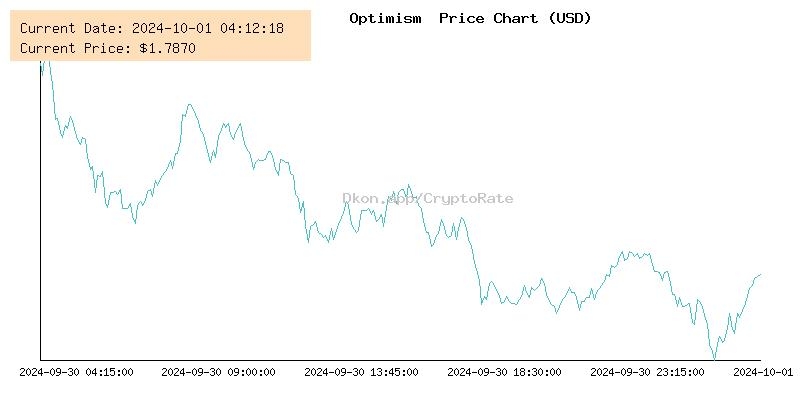 Optimism  Price Chart (USD)
Current Date: 2024-10-01 04:12:18
Current Price: $1.7870
Dkon.app/CryptoRate
2024-09-30 04:15:00 2024-09-30 09:00:00 2024-09-30 13:45:00 2024-09-30 18:30:00 2024-09-30 23:15:00 2024-10-01